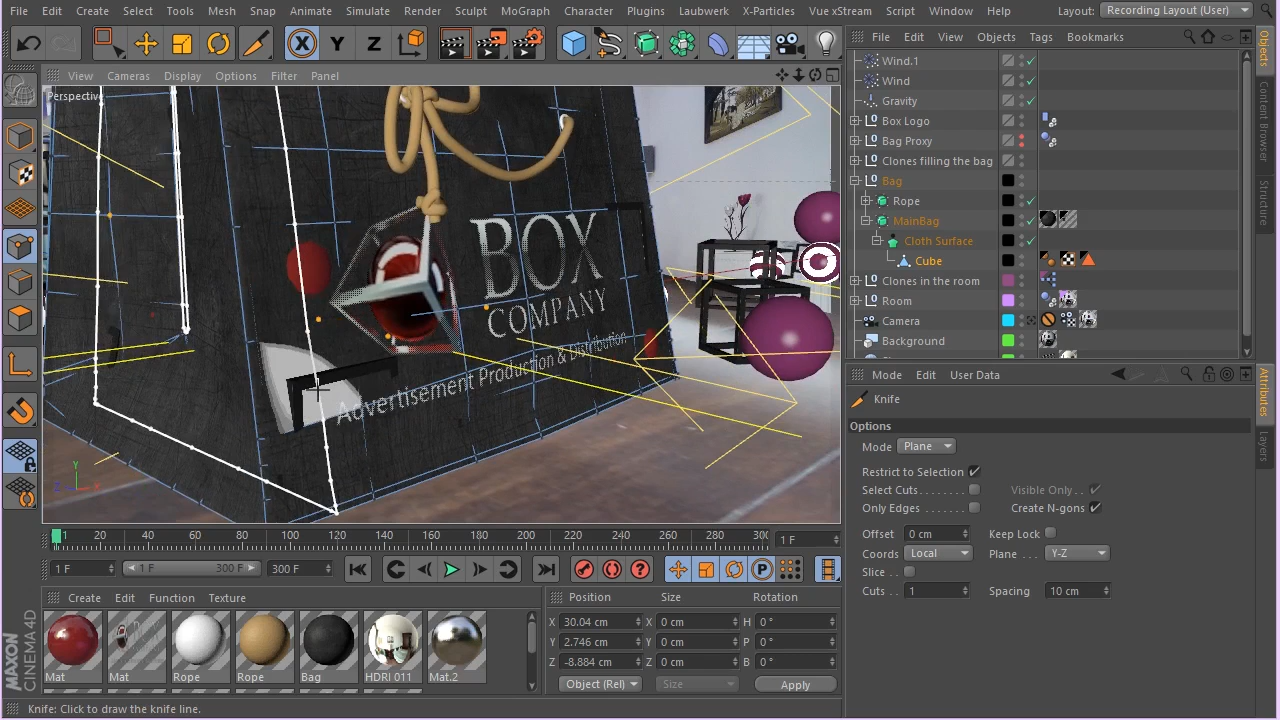 File Edit Create Select Tools Mesh Snap Animate Simulate Render Sculpt MoGraph Character Plugins Laubwerk X-Particles Vue xStream Script Window Help Layout: Recording Layout (User)
X Y Z
View Cameras Display Options Filter Panel
Perspective
BOX
COMPANY
Advertisement Production & Distribution
Y
File Edit View Objects Tags Bookmarks
Wind.1
Wind
Gravity
Box Logo
Bag Proxy
Clones filling the bag
Bag
Rope
MainBag
Cloth Surface
Cube
Clones in the room
Room
Camera
Background
Objects
Content Browser
Structure
Mode Edit User Data
Knife
Options
Mode Plane
Restrict to Selection
Select Cuts Visible Only
Only Edges Create N-gons
Offset 0 cm Keep Lock
Coords Local Plane Y-Z
Slice
Cuts 1 Spacing 10 cm
Attributes
Layers
1 20 40 60 80 100 120 140 160 180 200 220 240 260 280 300 1 F
1 F 1 F 300 F 300 F
P
Create Edit Function Texture
Mat Mat Rope Rope Bag HDRI 011 Mat.2
Position Size Rotation
X 30.04 cm X 0 cm H 0 °
Y 2.746 cm Y 0 cm P 0 °
Z -8.884 cm Z 0 cm B 0 °
Object (Rel) Size Apply
MAXON
CINEMA 4D
Knife: Click to draw the knife line.